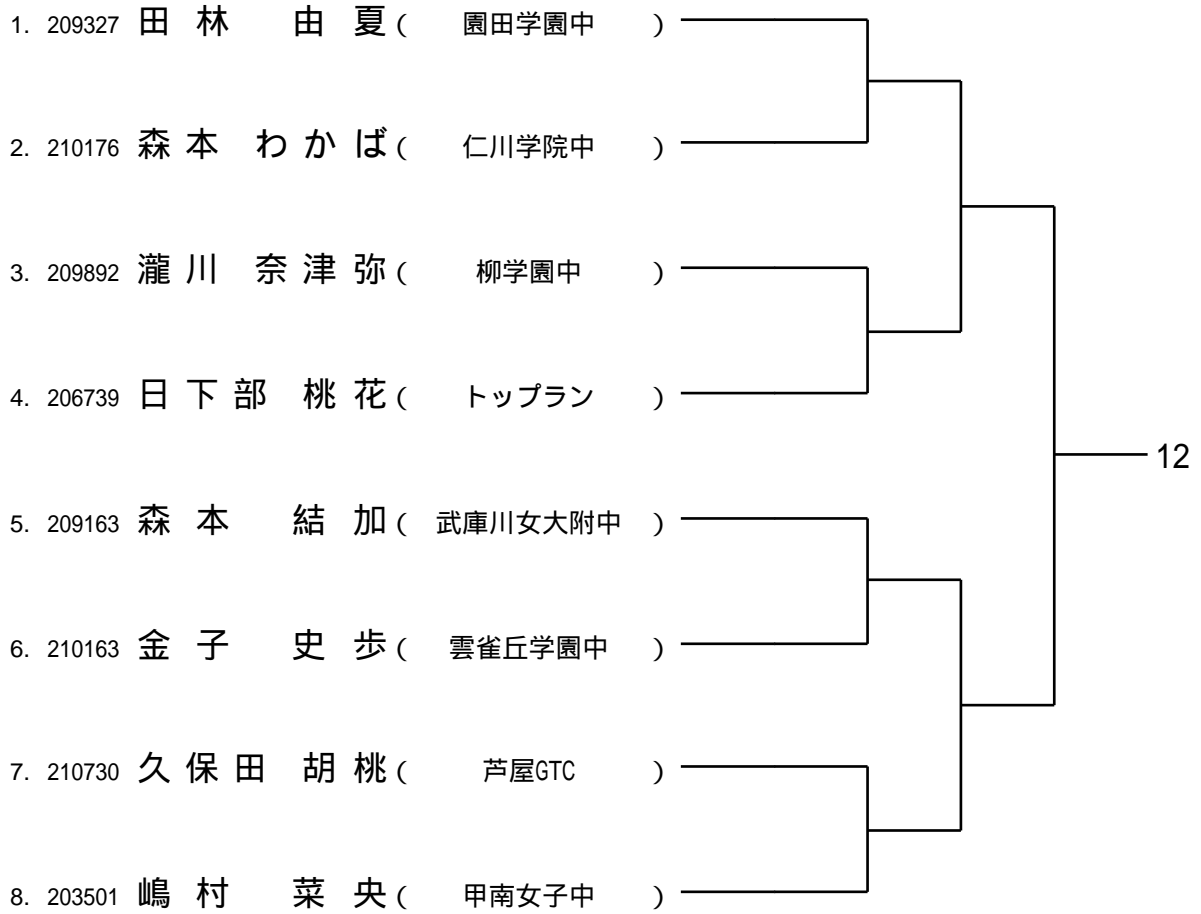 1. 209327 田林 由夏 ( 園田学園中 )
2. 210176 森本 わかば ( 仁川学院中 )
3. 209892 瀧川 奈津弥 ( 柳学園中 )
4. 206739 日下部 桃花 ( トップラン )
12
5. 209163 森本 結加 ( 武庫川女大附中 )
6. 210163 金子 史歩 ( 雲雀丘学園中 )
7. 210730 久保田 胡桃 ( 芦屋GTC )
8. 203501 嶋村 菜央 ( 甲南女子中 )